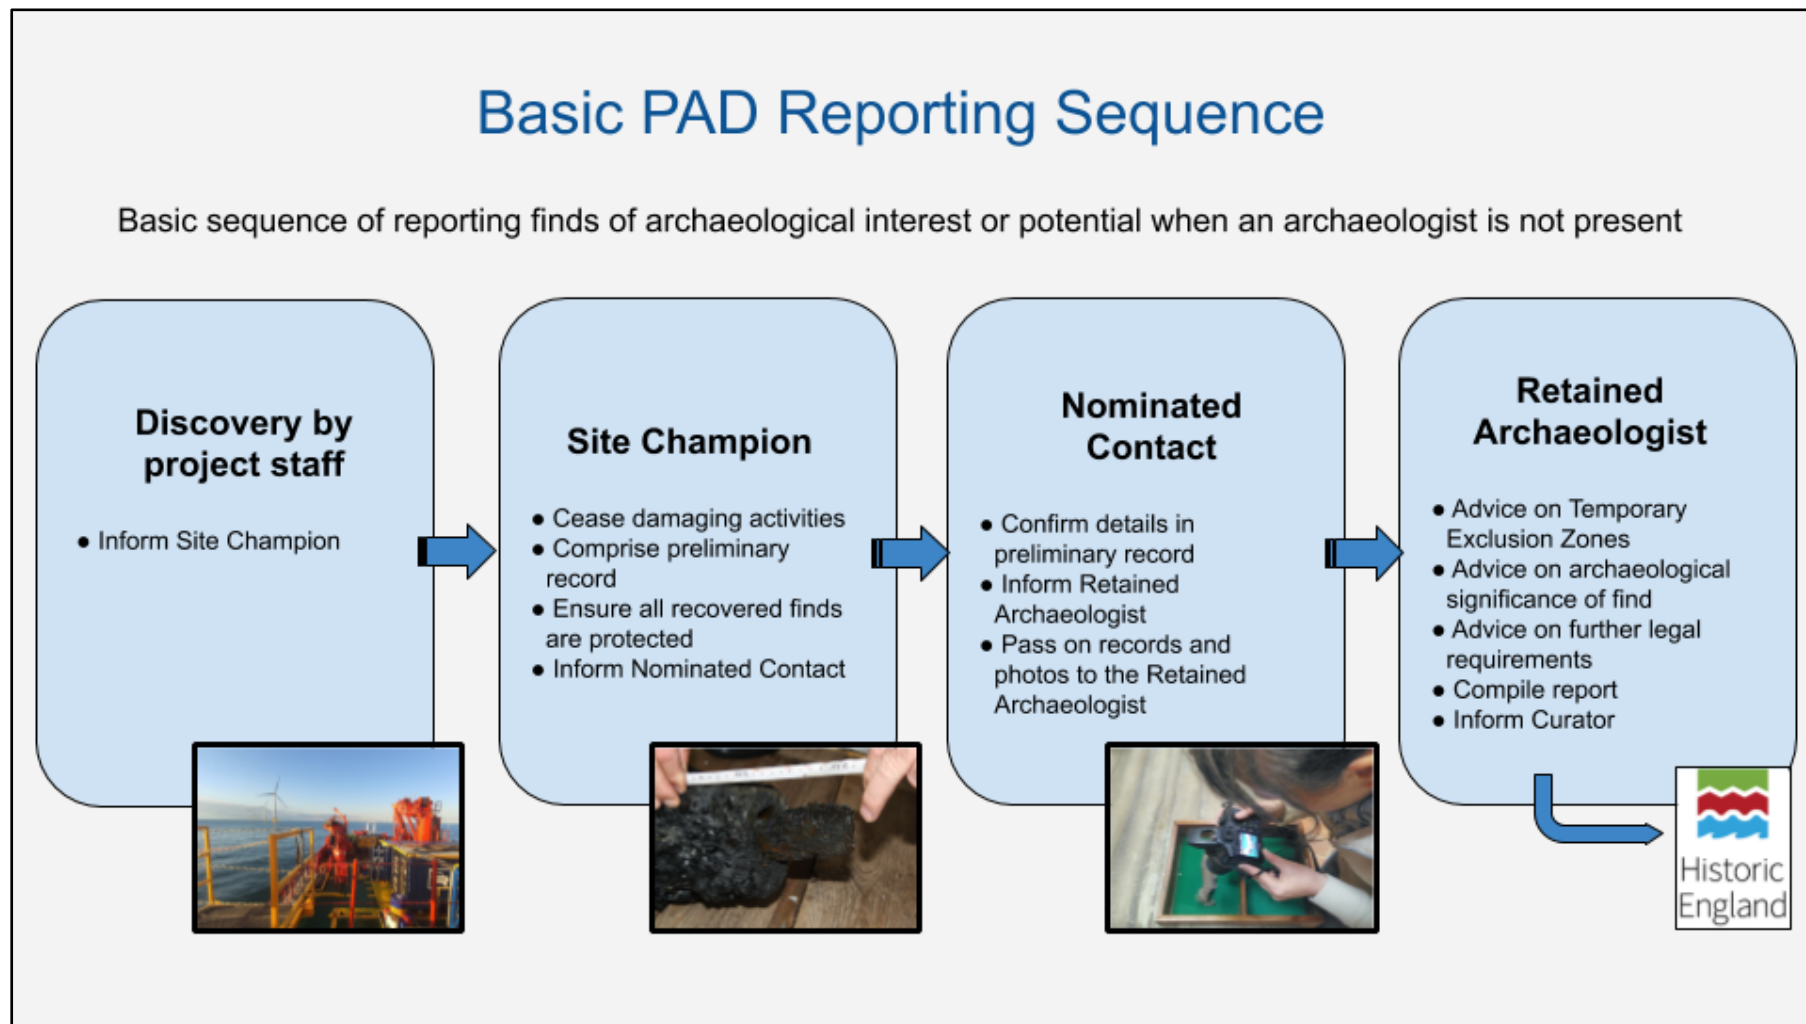 Basic PAD Reporting Sequence
Basic sequence of reporting finds of archaeological interest or potential when an archaeologist is not present
Discovery by
project staff
● Inform Site Champion
Site Champion
● Cease damaging activities
● Comprise preliminary
record
● Ensure all recovered finds
are protected
● Inform Nominated Contact
Nominated
Contact
● Confirm details in
preliminary record
● Inform Retained
Archaeologist
● Pass on records and
photos to the Retained
Archaeologist
Retained
Archaeologist
● Advice on Temporary
Exclusion Zones
● Advice on archaeological
significance of find
● Advice on further legal
requirements
● Compile report
● Inform Curator
Historic
England